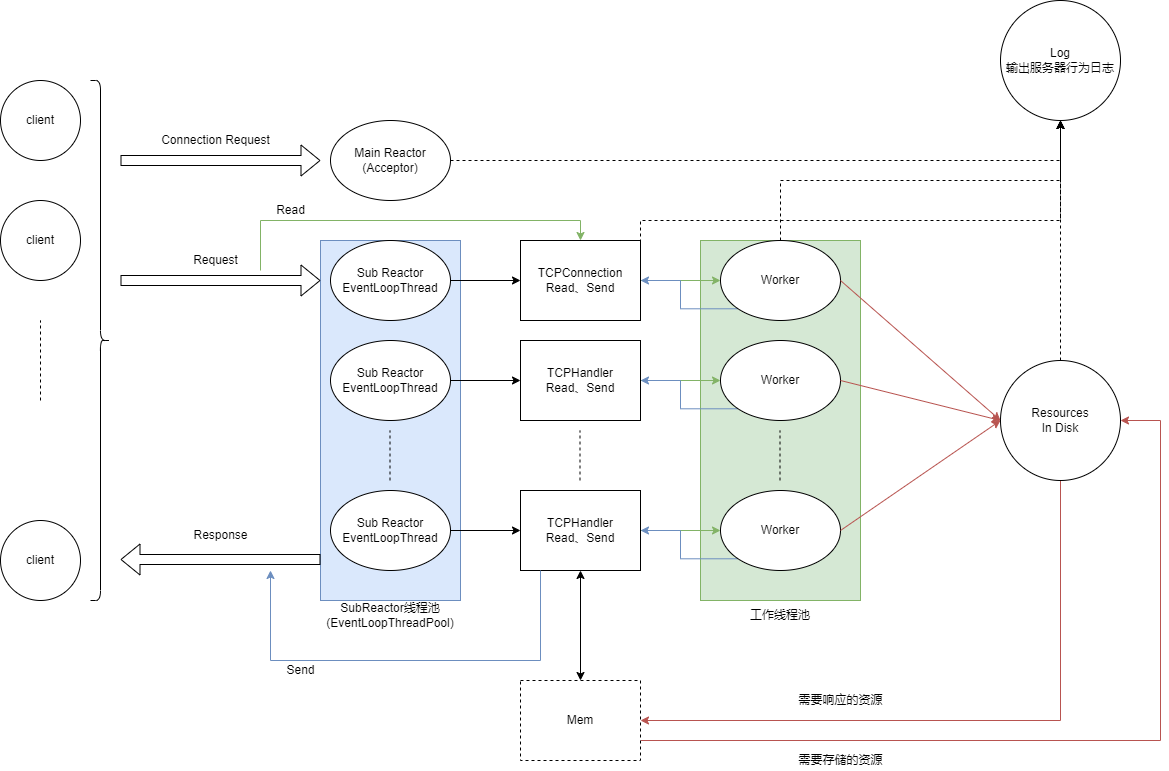 Log
输出服务器行为日志
client
Connection Request
Main Reactor
(Acceptor)
Read
client
Request
Sub Reactor
EventLoopThread
TCPConnection
Read、Send
Worker
Sub Reactor
EventLoopThread
TCPHandler
Read、Send
Worker
Resources
In Disk
client
Response
Sub Reactor
EventLoopThread
TCPHandler
Read、Send
Worker
SubReactor线程池
(EventLoopThreadPool)
工作线程池
Send
Mem
需要响应的资源
需要存储的资源